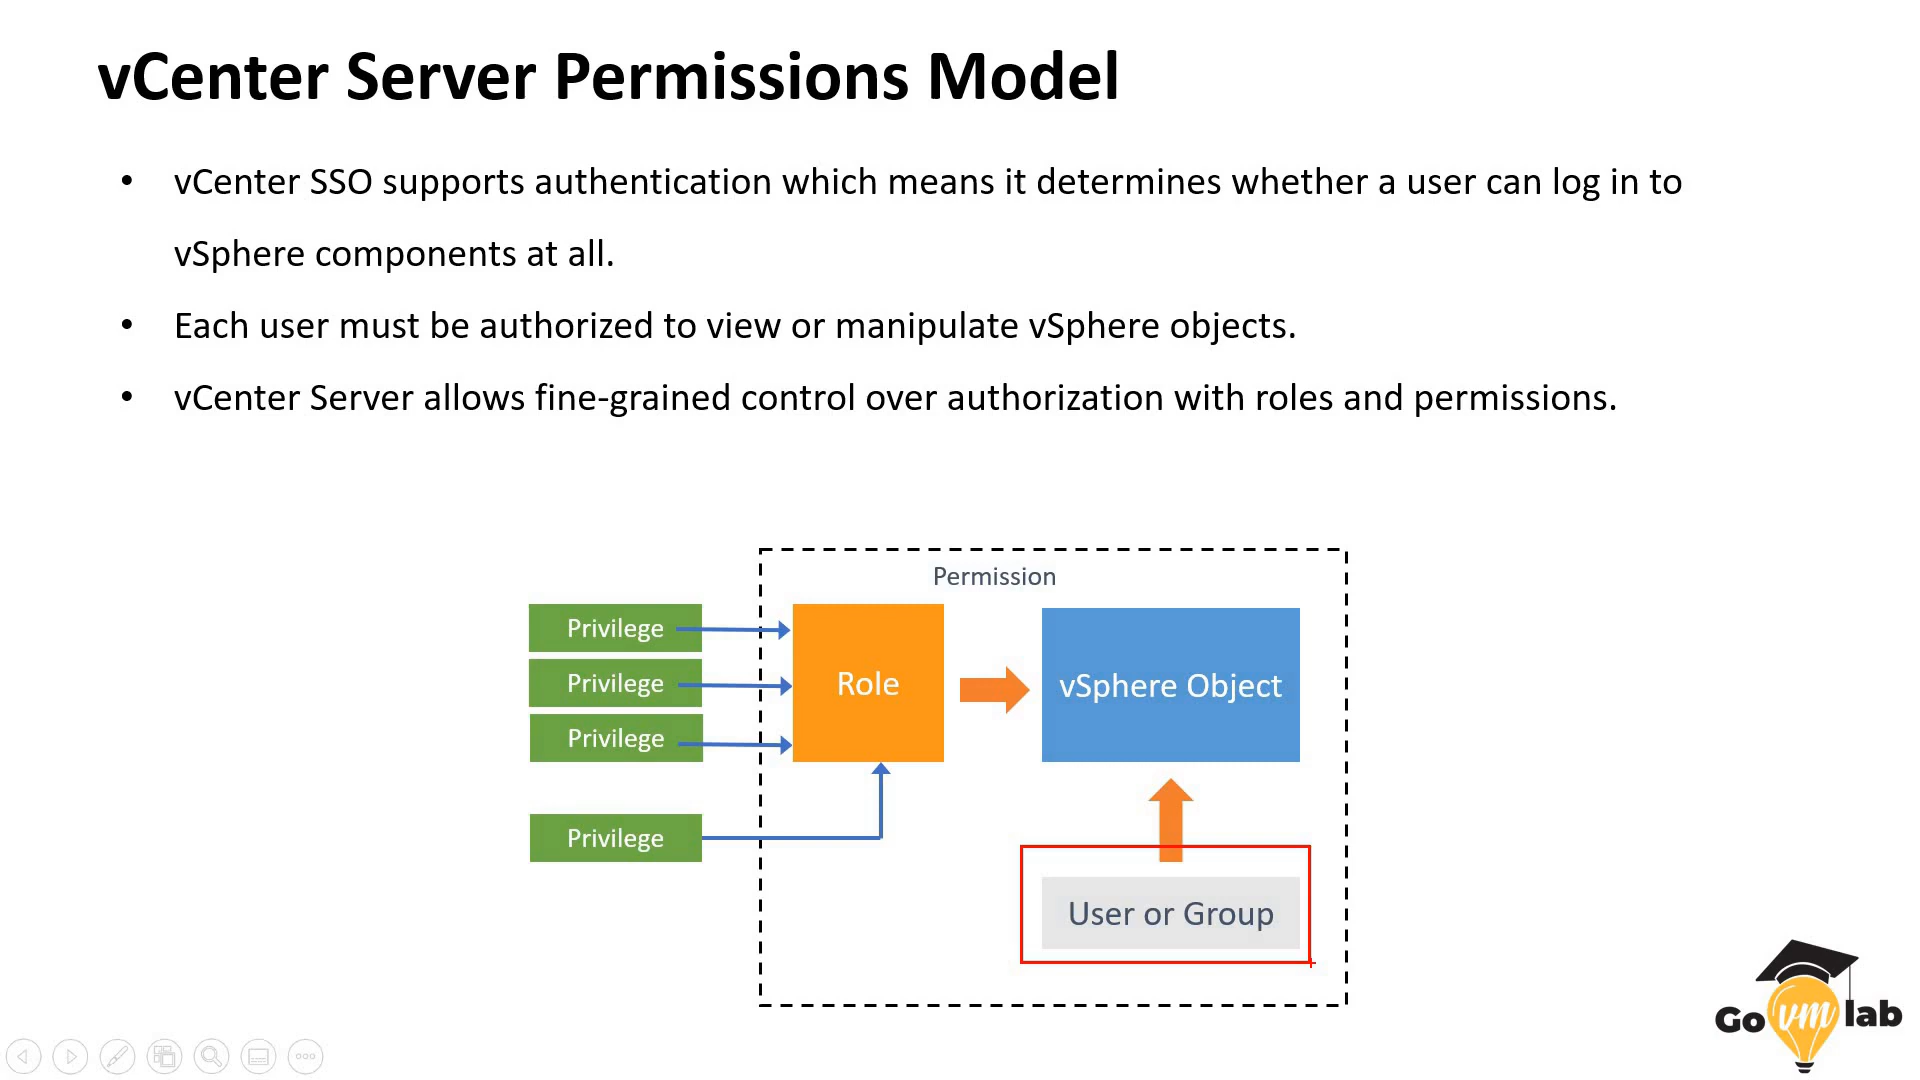 vCenter Server Permissions Model
• vCenter SSO supports authentication which means it determines whether a user can log in to
vSphere components at all.
• Each user must be authorized to view or manipulate vSphere objects.
• vCenter Server allows fine-grained control over authorization with roles and permissions.
Permission
Privilege
Privilege
Privilege
Privilege
Role
vSphere Object
User or Group
Go vm lab